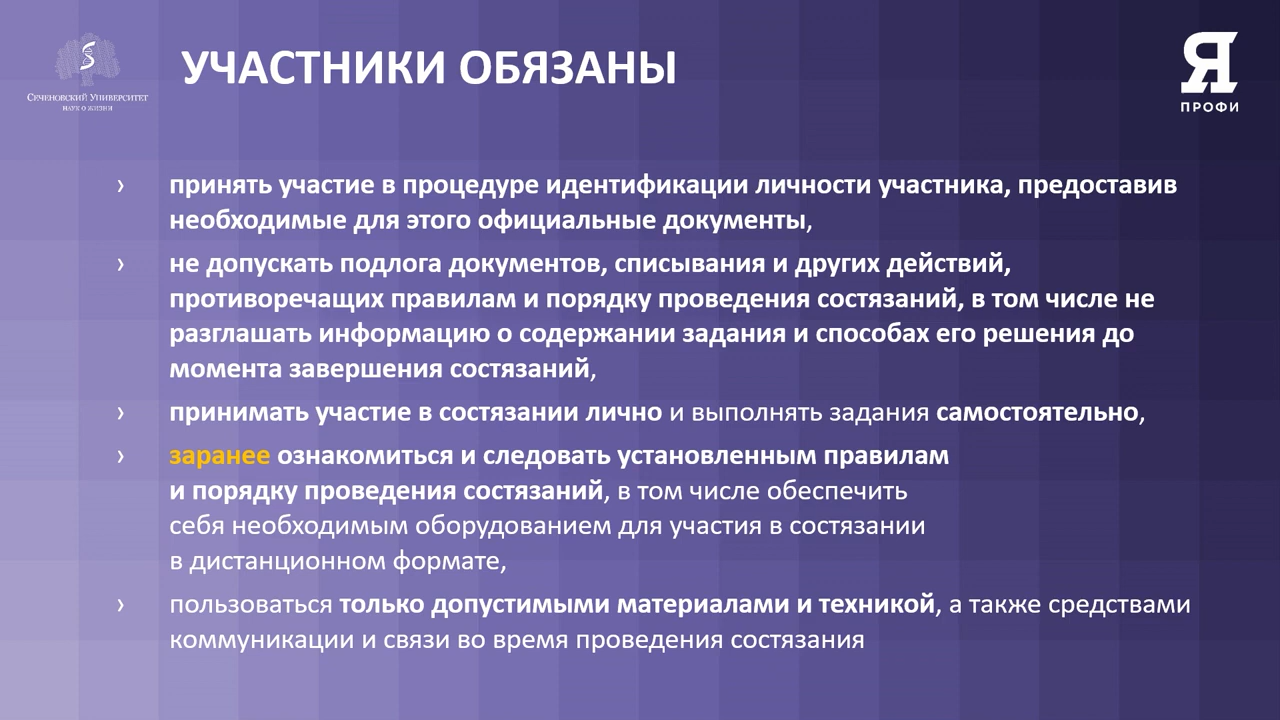 СЕЧЕНОВСКИЙ УНИВЕРСИТЕТ
НАУК О ЖИЗНИ
УЧАСТНИКИ ОБЯЗАНЫ
Я
ПРОФИ
› принять участие в процедуре идентификации личности участника, предоставив
необходимые для этого официальные документы,
› не допускать подлога документов, списывания и других действий,
противоречащих правилам и порядку проведения состязаний, в том числе не
разглашать информацию о содержании задания и способах его решения до
момента завершения состязаний,
› принимать участие в состязании лично и выполнять задания самостоятельно,
› заранее ознакомиться и следовать установленным правилам
и порядку проведения состязаний, в том числе обеспечить
себя необходимым оборудованием для участия в состязании
в дистанционном формате,
› пользоваться только допустимыми материалами и техникой, а также средствами
коммуникации и связи во время проведения состязания